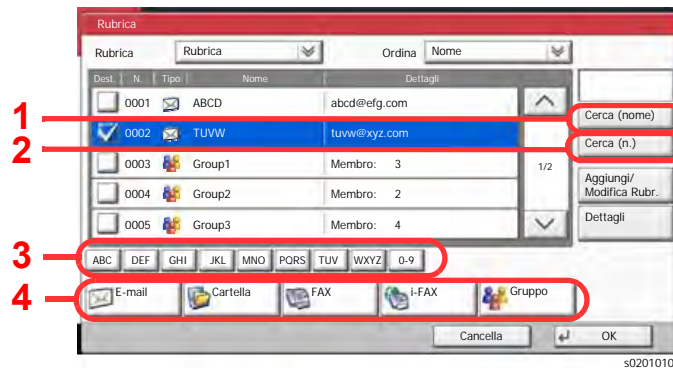 Rubrica
Rubrica Rubrica Ordina Nome
Dest. N. Tipo Nome Dettagli
0001 ABCD abcd@efg.com
1 Cerca (nome)
0002 TUVW tuvw@xyz.com
2 Cerca (n.)
0003 Group1 Membro: 3 1/2
Aggiungi/
Modifica Rubr.
0004 Group2 Membro: 2
0005 Group3 Membro: 4 Dettagli
3 ABC DEF GHI JKL MNO PQRS TUV WXYZ 0-9
4 E-mail Cartella FAX i-FAX Gruppo
Cancella OK
s0201010